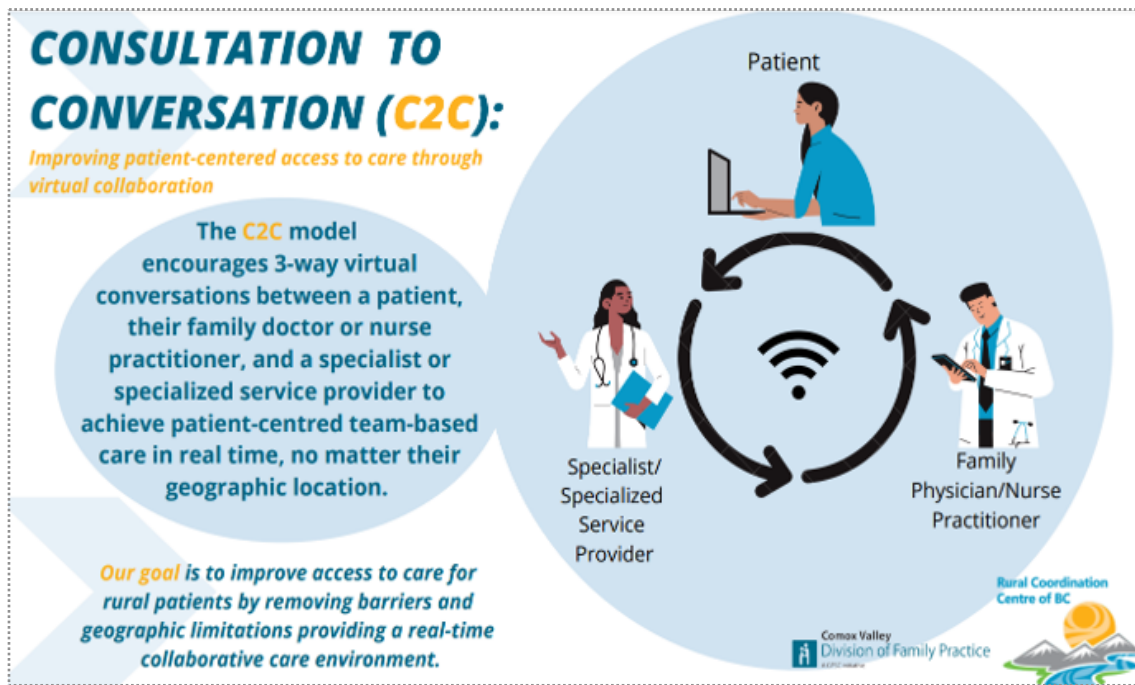 CONSULTATION TO
CONVERSATION (C2C):
Improving patient-centered access to care through
virtual collaboration
The C2C model
encourages 3-way virtual
conversations between a patient,
their family doctor or nurse
practitioner, and a specialist or
specialized service provider to
achieve patient-centred team-based
care in real time, no matter their
geographic location.
Our goal is to improve access to care for
rural patients by removing barriers and
geographic limitations providing a real-time
collaborative care environment.
Patient
Specialist/
Specialized
Service
Provider
Family
Physician/Nurse
Practitioner
Comox Valley
Division of Family Practice
Rural Coordination
Centre of BC